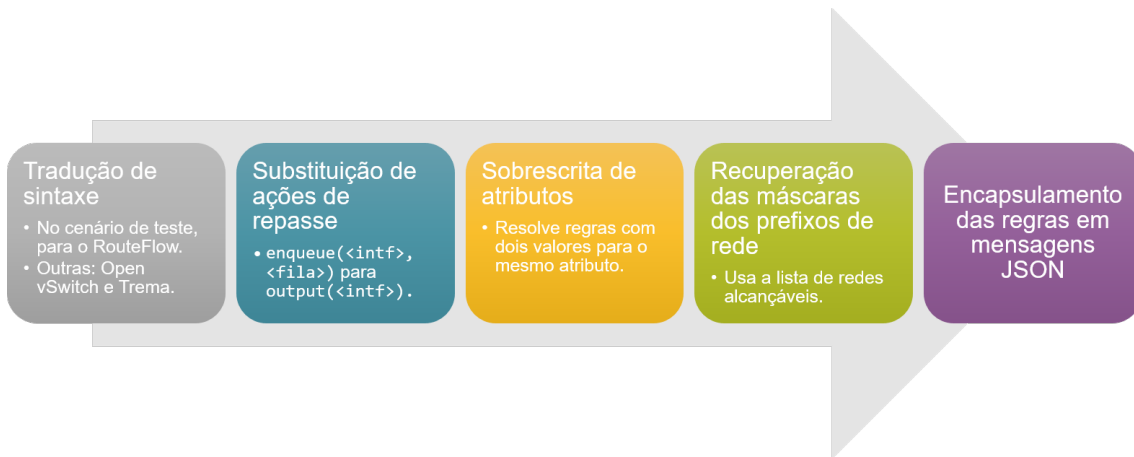 Tradução de
sintaxe
• No cenário de teste,
para o RouteFlow.
• Outras: Open
vSwitch e Trema.
Substituição de
ações de
repasse
• enqueue(<intf>,
<fila>) para
output(<intf>).
Sobrescrita de
atributos
• Resolve regras com
dois valores para o
mesmo atributo.
Recuperação
das máscaras
dos prefixos de
rede
• Usa a lista de redes
alcançáveis.
Encapsulamento
das regras em
mensagens
JSON